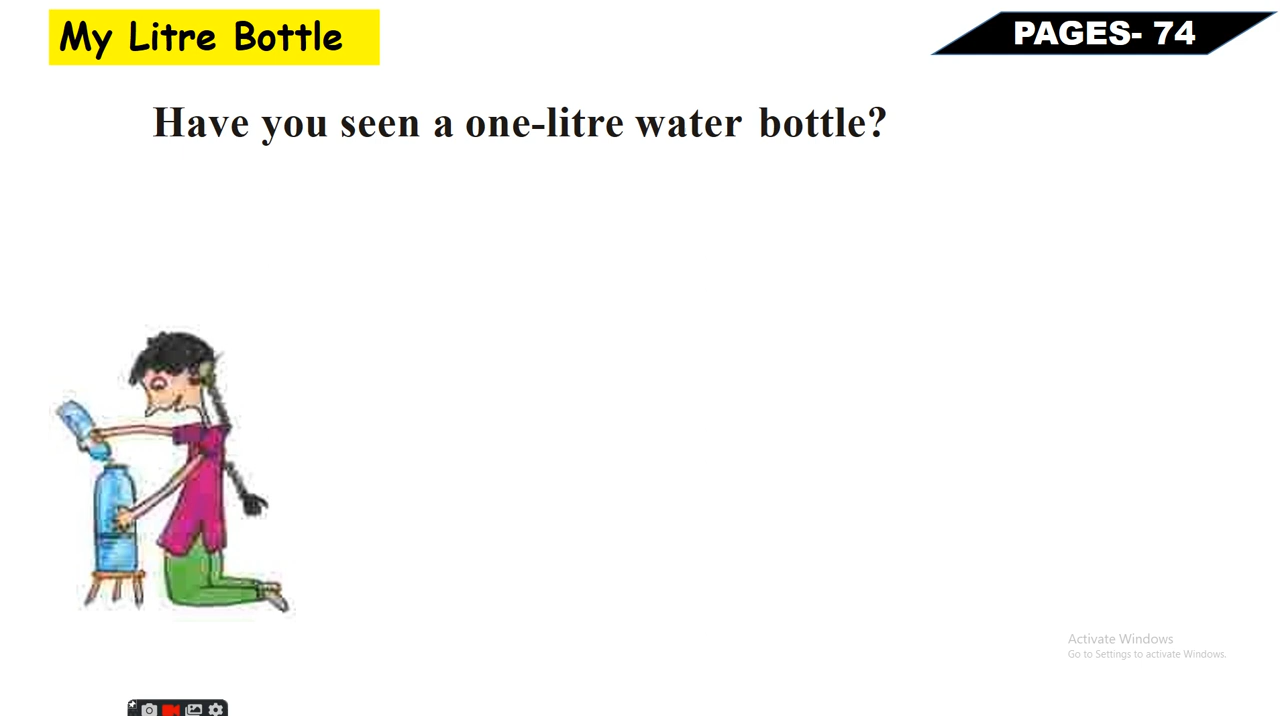 My Litre Bottle
PAGES- 74
Have you seen a one-litre water bottle?
Activate Windows
Go to Settings to activate Windows.